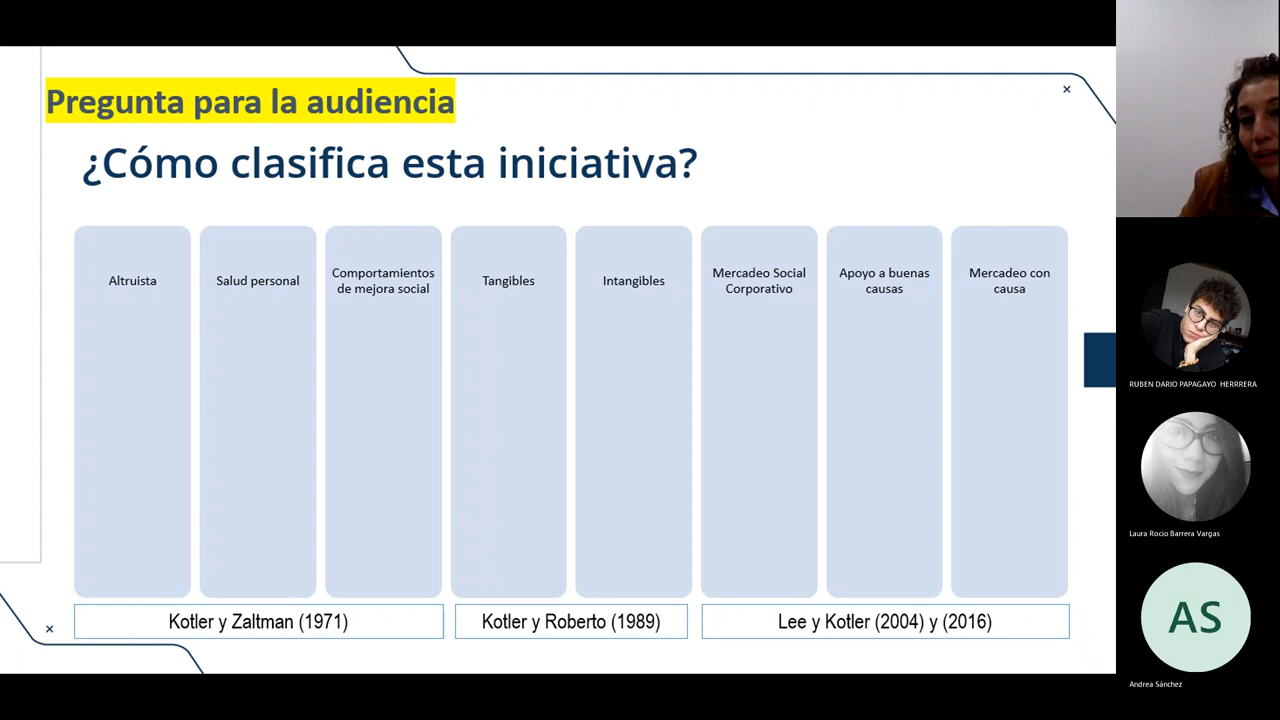 Pregunta para la audiencia
¿Cómo clasifica esta iniciativa?
Altruista
Salud personal
Comportamientos
de mejora social
Tangibles
Intangibles
Mercadeo Social
Corporativo
Apoyo a buenas
causas
Mercadeo con
causa
Kotler y Zaltman (1971)
Kotler y Roberto (1989)
Lee y Kotler (2004) y (2016)
RUBEN DARIO PAPAGAYO HERRRERA
Laura Rocio Barrera Vargas
AS
Andrea Sánchez